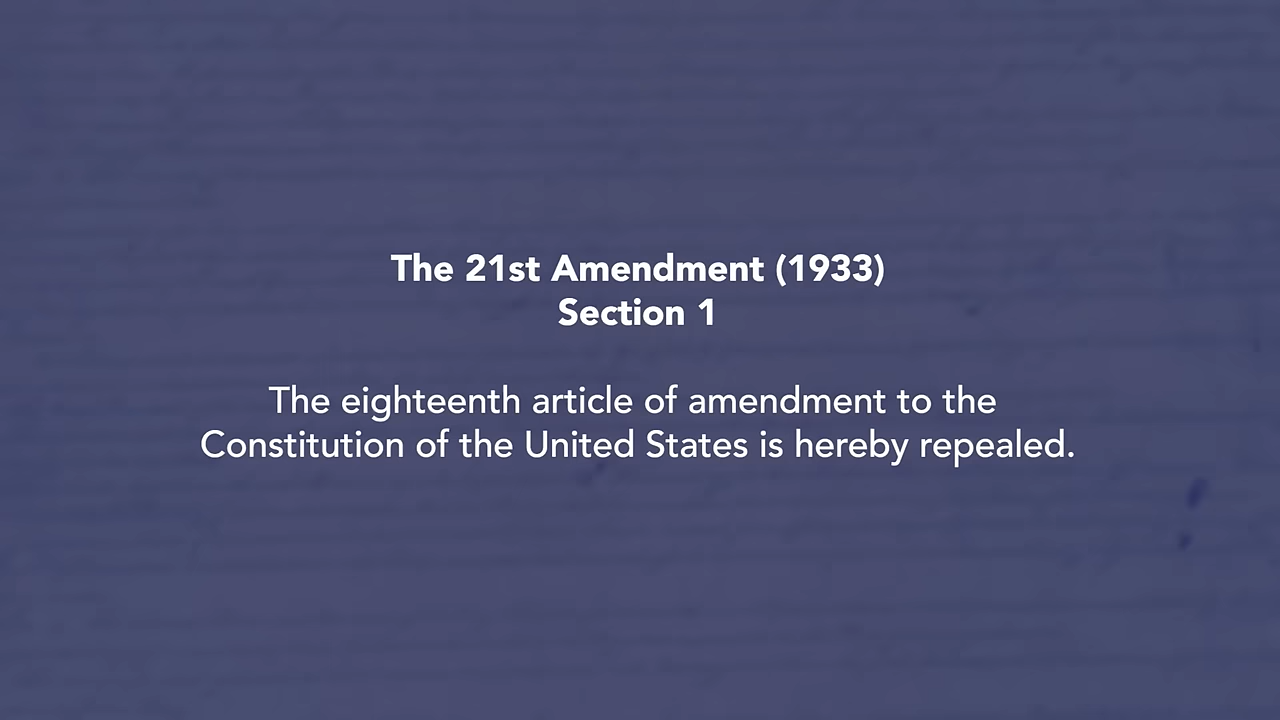 The 21st Amendment (1933)
Section 1
The eighteenth article of amendment to the
Constitution of the United States is hereby repealed.